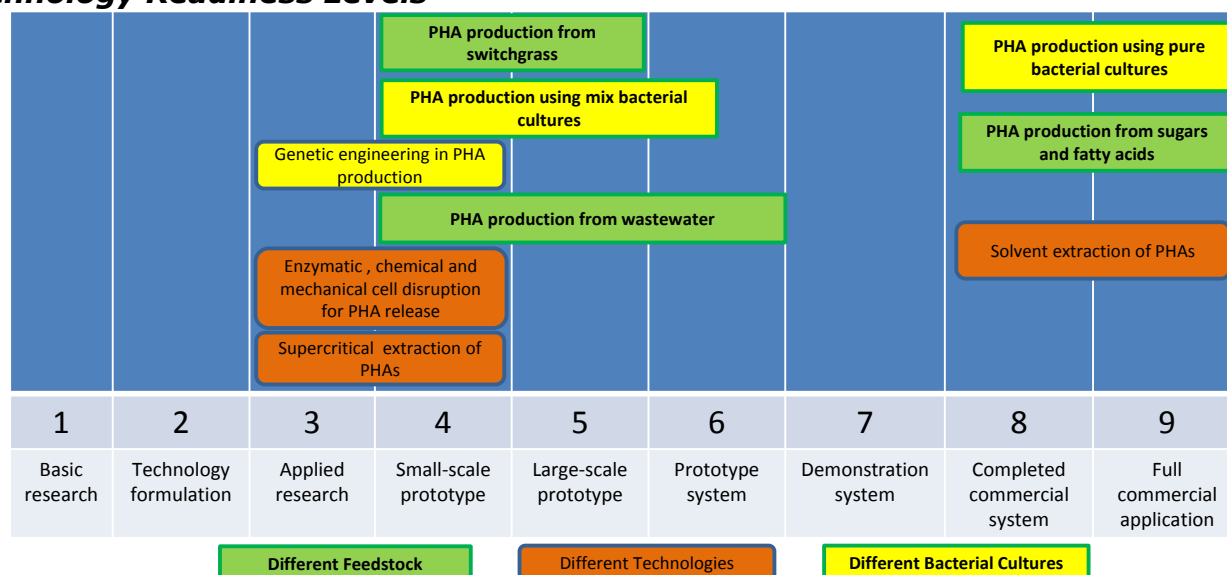 Technology Readiness Levels
PHA production from
switchgrass
PHA production using pure
bacterial cultures
PHA production using mix bacterial
cultures
PHA production from sugars
and fatty acids
Genetic engineering in PHA
production
PHA production from wastewater
Solvent extraction of PHAs
Enzymatic , chemical and
mechanical cell disruption
for PHA release
Supercritical extraction of
PHAs
1 2 3 4 5 6 7 8 9
Basic
research
Technology
formulation
Applied
research
Small-scale
prototype
Large-scale
prototype
Prototype
system
Demonstration
system
Completed
commercial
system
Full
commercial
application
Different Feedstock
Different Technologies
Different Bacterial Cultures